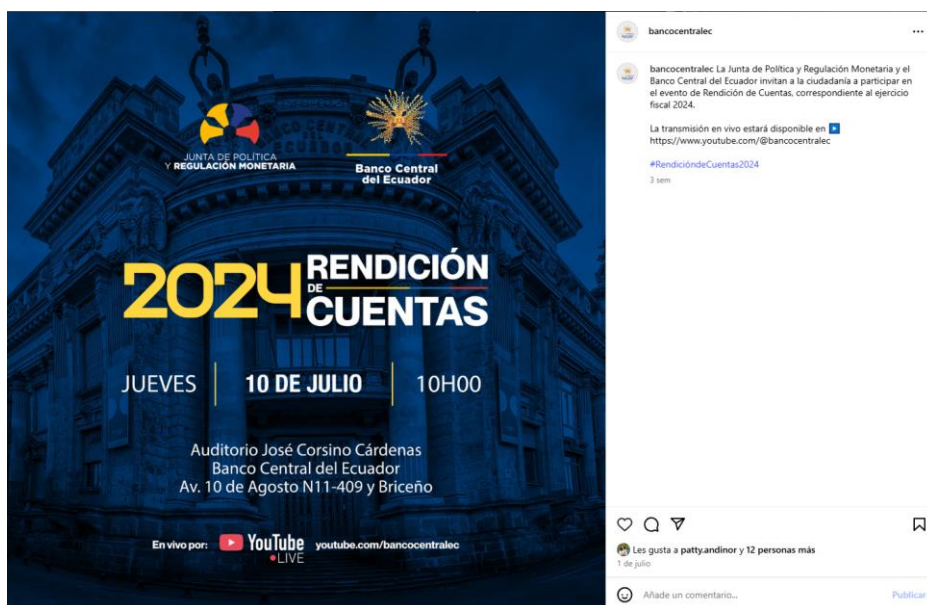 BANCO CENTRAL
ECUADOR
JUNTA DE POLÍTICA
Y REGULACIÓN MONETARIA
Banco Central
del Ecuador
2024 RENDICIÓN
DE
CUENTAS
JUEVES 10 DE JULIO 10H00
Auditorio José Corsino Cárdenas
Banco Central del Ecuador
Av. 10 de Agosto N11-409 y Briceño
En vivo por: YouTube youtube.com/bancocentralec
LIVE
bancocentralec
bancocentralec La Junta de Política y Regulación Monetaria y el
Banco Central del Ecuador invitan a la ciudadanía a participar en
el evento de Rendición de Cuentas, correspondiente al ejercicio
fiscal 2024.
La transmisión en vivo estará disponible en
https://www.youtube.com/@bancocentralec
#RendicióndeCuentas2024
3 sem
Les gusta a patty.andinor y 12 personas más
1 de julio
Añade un comentario...
Publicar